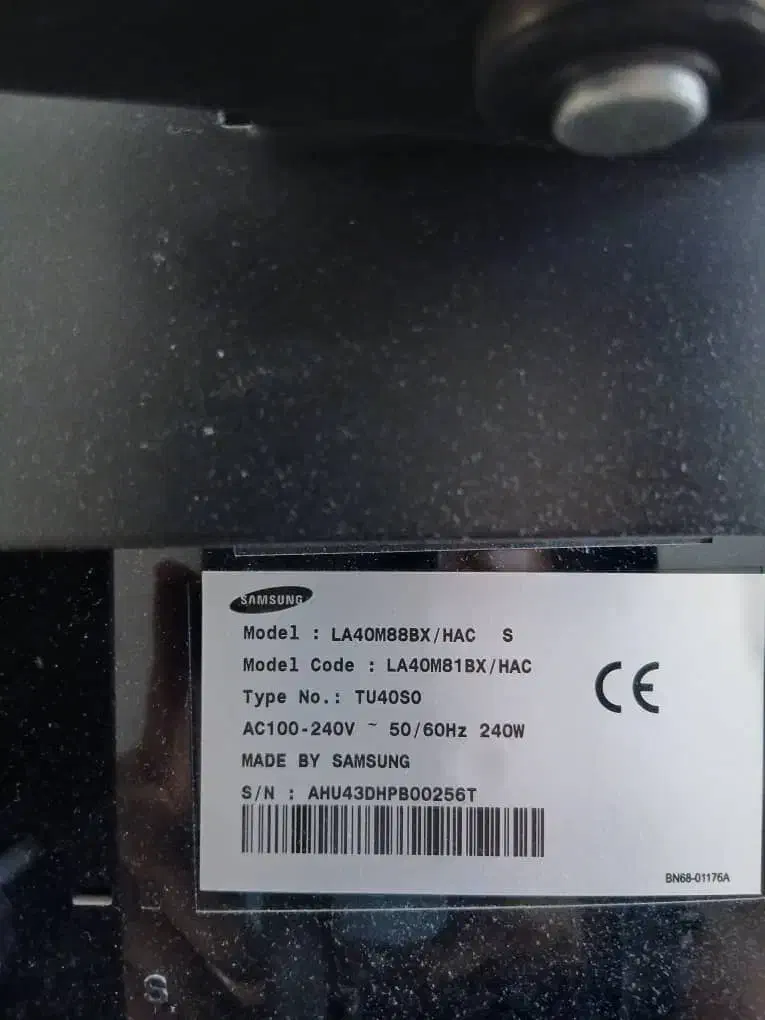 SAMSUNG
Model : LA40M88BX/HAC S
Model Code : LA40M81BX/HAC
CE
Type No.: TU40SO
AC100-240V ~ 50/60Hz 240W
MADE BY SAMSUNG
S/N : AHU43DHPB00256T
BN68-01176A
S